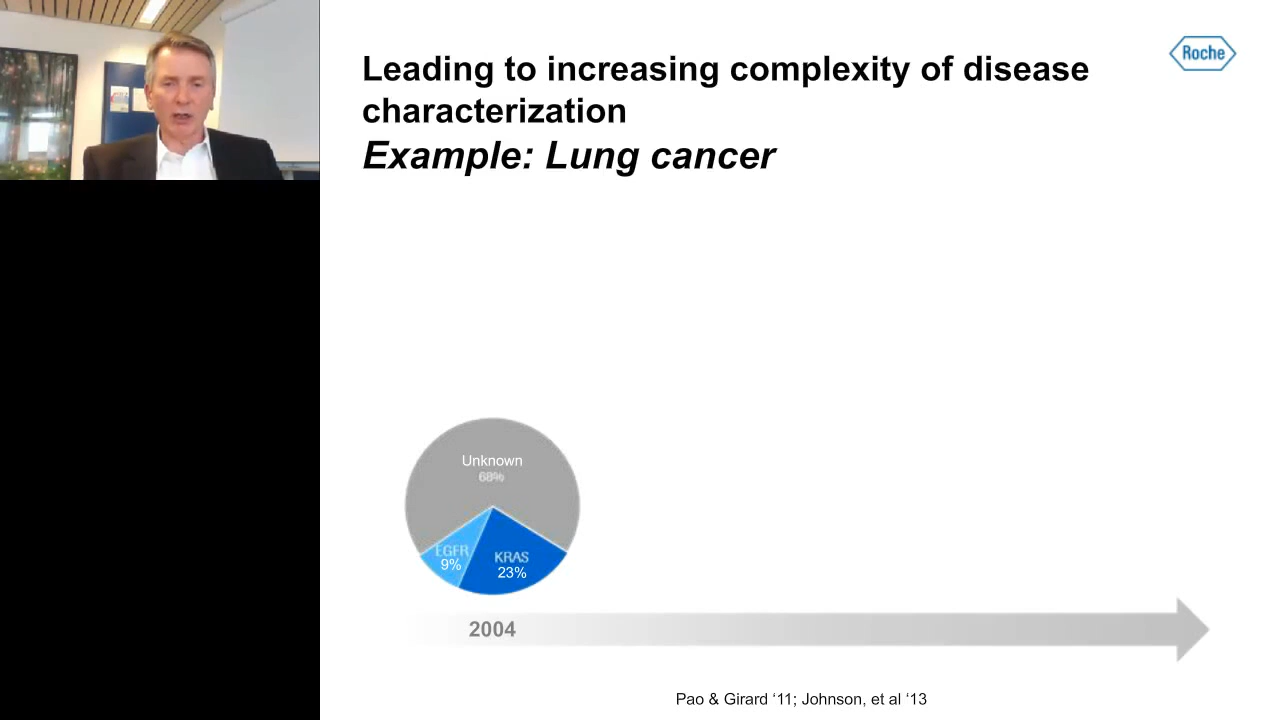 Leading to increasing complexity of disease
characterization
Example: Lung cancer
Roche
Unknown
68%
EGFR
9%
KRAS
23%
2004
Pao & Girard ‘11; Johnson, et al ‘13